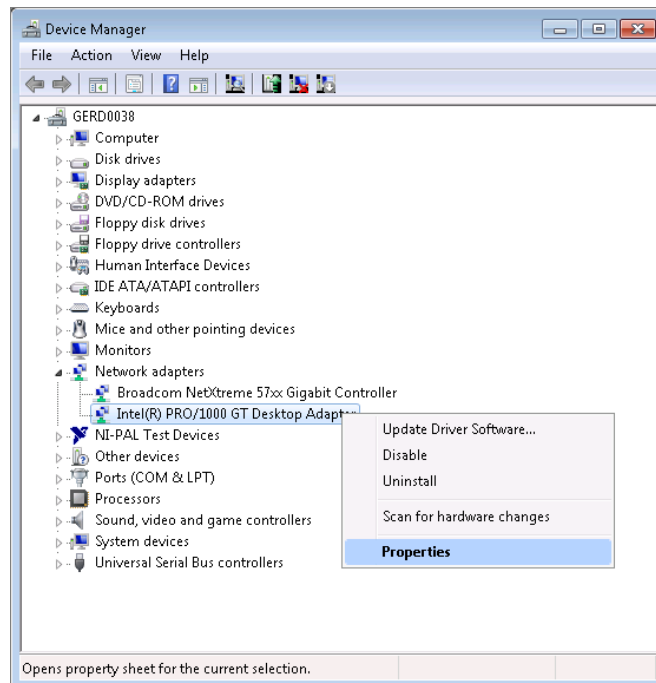 Device Manager
File Action View Help
GERD0038
Computer
Disk drives
Display adapters
DVD/CD-ROM drives
Floppy disk drives
Floppy drive controllers
Human Interface Devices
IDE ATA/ATAPI controllers
Keyboards
Mice and other pointing devices
Monitors
Network adapters
Broadcom NetXtreme 57xx Gigabit Controller
Intel(R) PRO/1000 GT Desktop Adapter
NI-PAL Test Devices
Other devices
Ports (COM & LPT)
Processors
Sound, video and game controllers
System devices
Universal Serial Bus controllers
Update Driver Software...
Disable
Uninstall
Scan for hardware changes
Properties
Opens property sheet for the current selection.